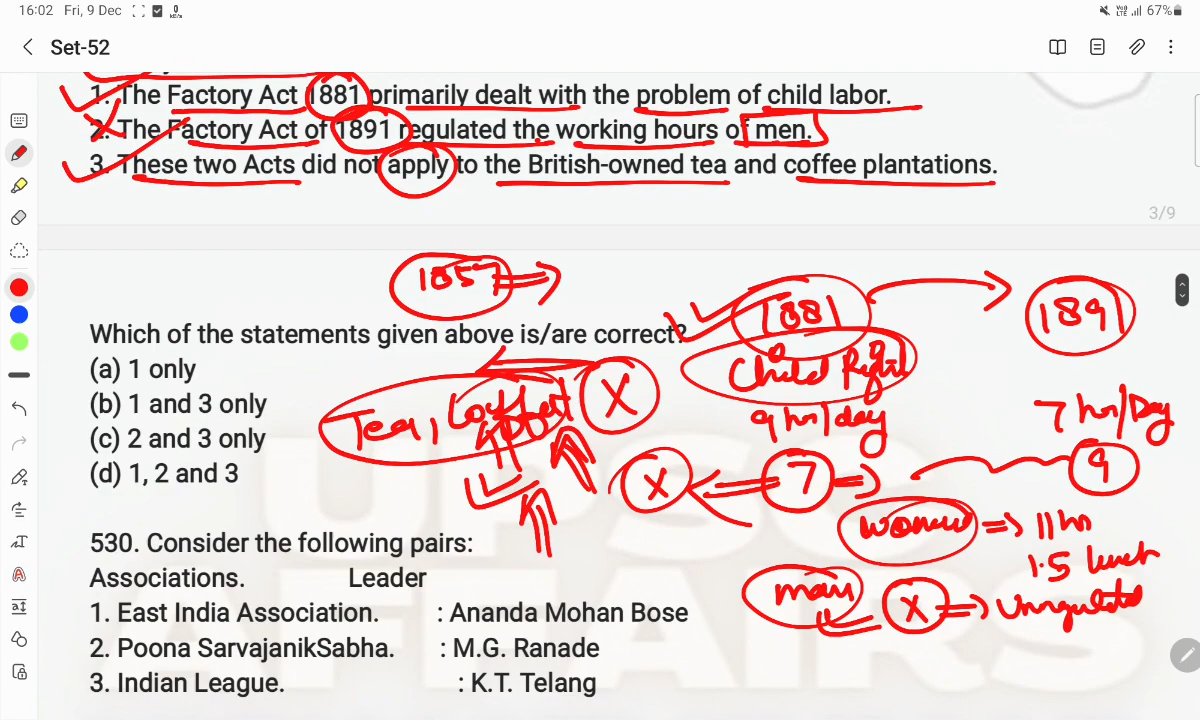 16:02 Fri, 9 Dec
67%
Set-52
1. The Factory Act 1881 primarily dealt with the problem of child labor.
2. The Factory Act of 1891 regulated the working hours of men.
3. These two Acts did not apply to the British-owned tea and coffee plantations.
3/9
1857
Which of the statements given above is/are correct?
1881
1891
(a) 1 only
Child
(b) 1 and 3 only
Tea,
X
9 hr/day
7 hr/Day
(c) 2 and 3 only
(d) 1, 2 and 3
X
7
9
women
11 hr
530. Consider the following pairs:
1.5 lunch
Associations. Leader
man
X
1. East India Association. : Ananda Mohan Bose
2. Poona SarvajanikSabha. : M.G. Ranade
3. Indian League. : K.T. Telang
UPSC
AFFAIRS